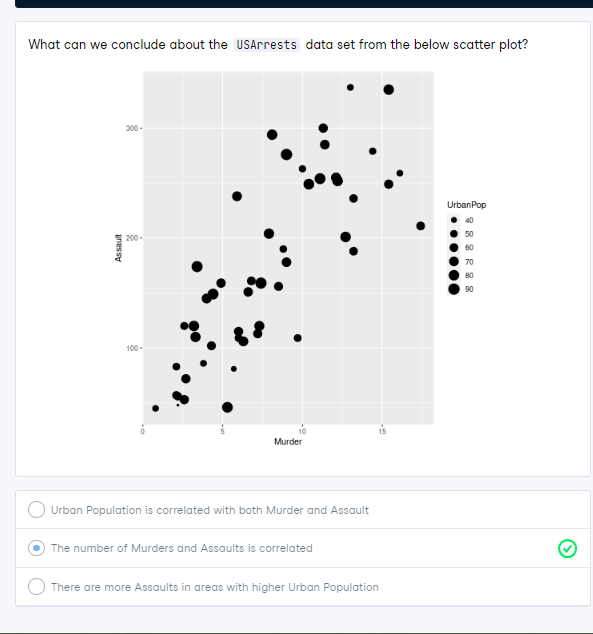 What can we conclude about the USArrests data set from the below scatter plot?
300
200
100
Assault
0 5 10 15
Murder
UrbanPop
40
50
60
70
80
90
Urban Population is correlated with both Murder and Assault
The number of Murders and Assaults is correlated
There are more Assaults in areas with higher Urban Population